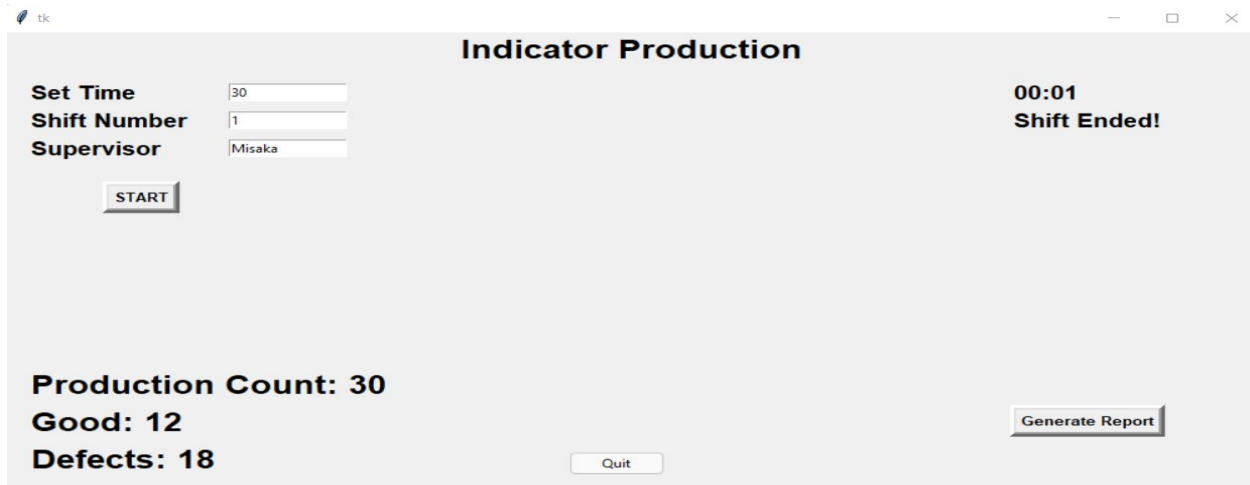 tk
Indicator Production
Set Time 30
00:01
Shift Number 1
Shift Ended!
Supervisor Misaka
START
Production Count: 30
Good: 12
Generate Report
Defects: 18
Quit